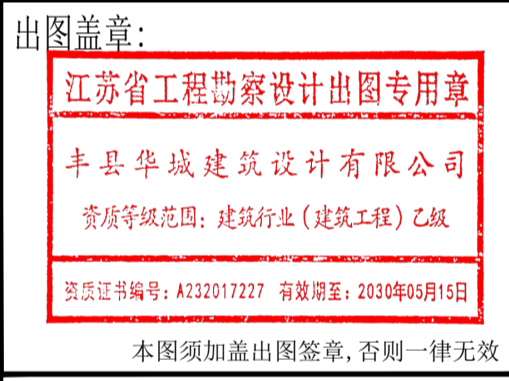 出图盖章:
江苏省工程勘察设计出图专用章
丰县华城建筑设计有限公司
资质等级范围：建筑行业（建筑工程）乙级
资质证书编号：A232017227 有效期至：2030年05月15日
本图须加盖出图签章,否则一律无效